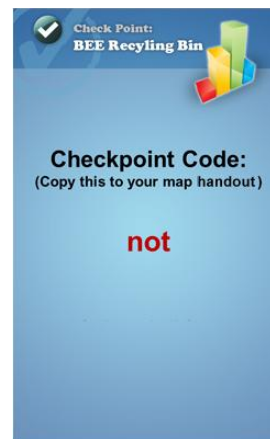 Check Point:
BEE Recyling Bin
Checkpoint Code:
(Copy this to your map handout)
not